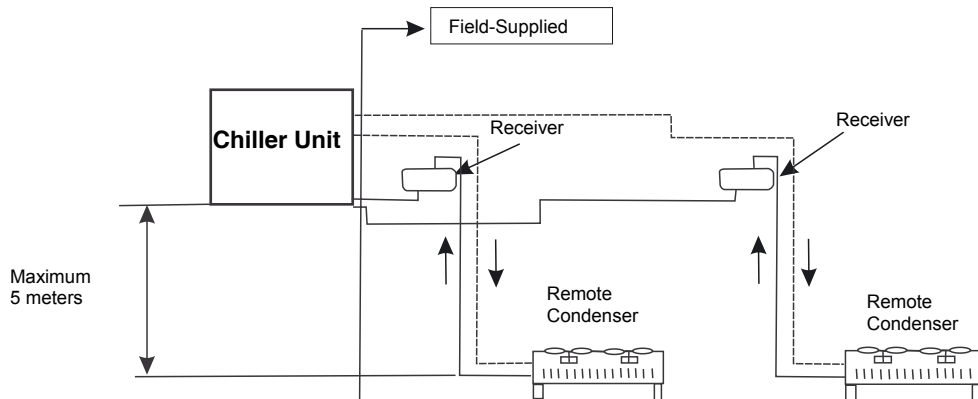 Field-Supplied
Chiller Unit
Receiver
Receiver
Maximum
5 meters
Remote
Condenser
Remote
Condenser